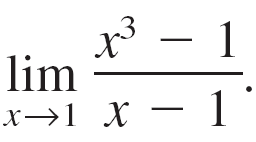 lim x→1 (x³ − 1)/(x − 1).